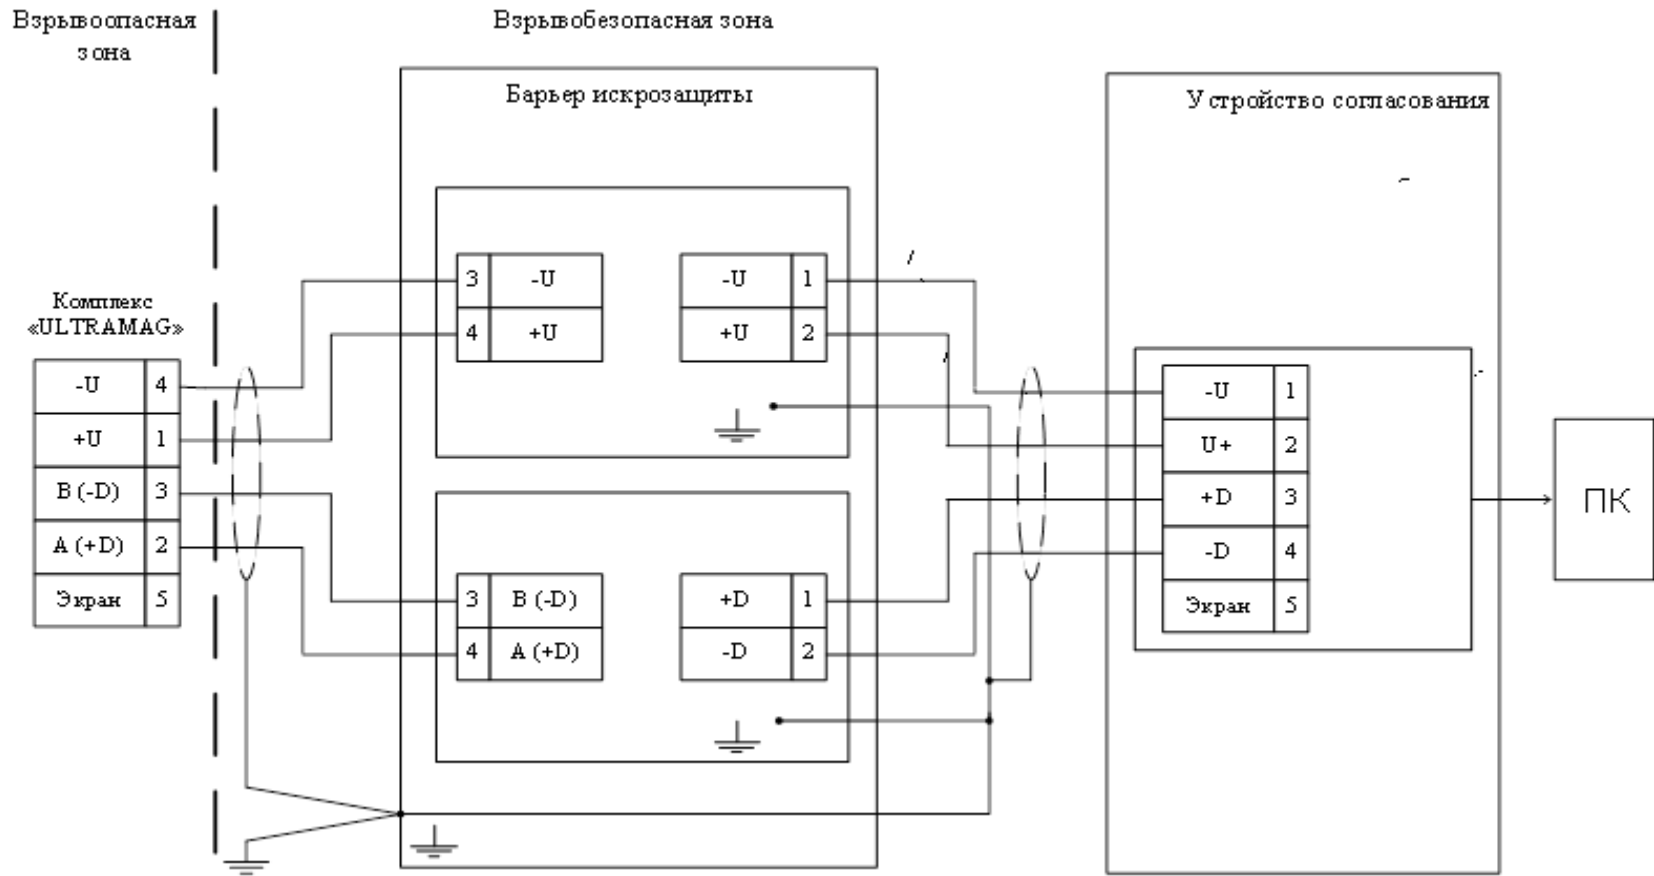 Взрывоопасная
зона
Взрывобезопасная зона
Барьер искрозащиты
Устройство согласования
Комплекс
«ULTRAMAG»
-U 4
+U 1
B (-D) 3
A (+D) 2
Экран 5
3 -U
4 +U
-U 1
+U 2
3 B (-D)
4 A (+D)
+D 1
-D 2
-U 1
U+ 2
+D 3
-D 4
Экран 5
ПК